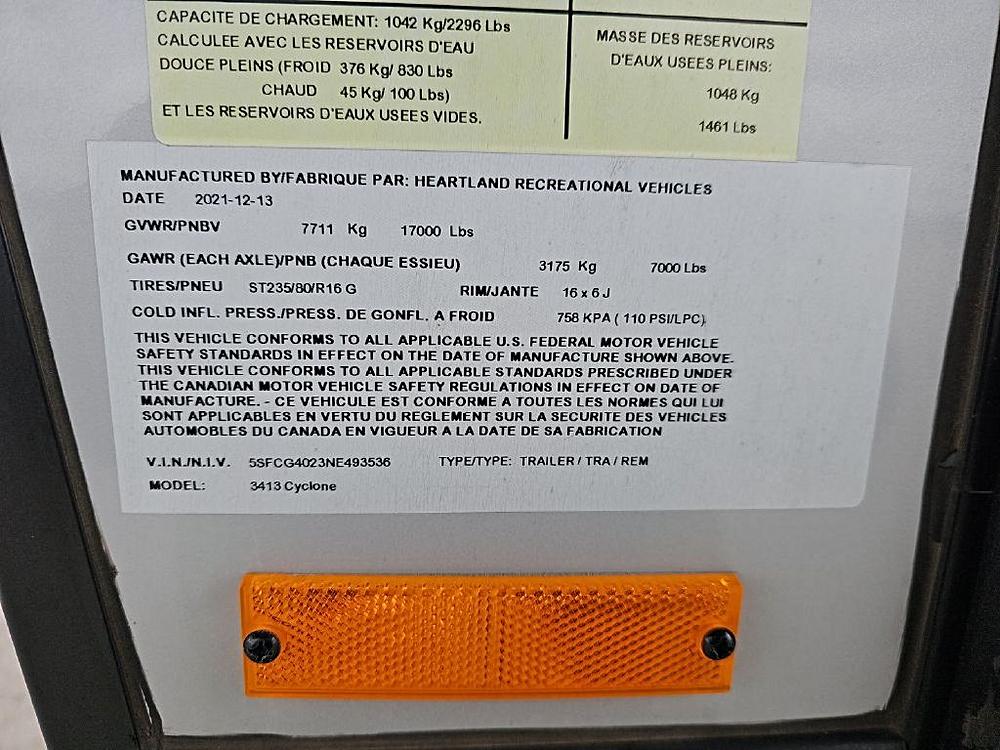 CAPACITE DE CHARGEMENT: 1042 Kg/2296 Lbs
CALCULEE AVEC LES RESERVOIRS D'EAU
DOUCE PLEINS (FROID 376 Kg/ 830 Lbs
CHAUD 45 Kg/ 100 Lbs)
ET LES RESERVOIRS D'EAUX USEES VIDES.
MASSE DES RESERVOIRS
D'EAUX USEES PLEINS:
1048 Kg
1461 Lbs
MANUFACTURED BY/FABRIQUE PAR: HEARTLAND RECREATIONAL VEHICLES
DATE 2021-12-13
GVWR/PNBV 7711 Kg 17000 Lbs
GAWR (EACH AXLE)/PNB (CHAQUE ESSIEU) 3175 Kg 7000 Lbs
TIRES/PNEU ST235/80/R16 G RIM/JANTE 16 x 6 J
COLD INFL. PRESS./PRESS. DE GONFL. A FROID 758 KPA ( 110 PSI/LPC)
THIS VEHICLE CONFORMS TO ALL APPLICABLE U.S. FEDERAL MOTOR VEHICLE
SAFETY STANDARDS IN EFFECT ON THE DATE OF MANUFACTURE SHOWN ABOVE.
THIS VEHICLE CONFORMS TO ALL APPLICABLE STANDARDS PRESCRIBED UNDER
THE CANADIAN MOTOR VEHICLE SAFETY REGULATIONS IN EFFECT ON DATE OF
MANUFACTURE. - CE VEHICULE EST CONFORME A TOUTES LES NORMES QUI LUI
SONT APPLICABLES EN VERTU DU REGLEMENT SUR LA SECURITE DES VEHICLES
AUTOMOBLES DU CANADA EN VIGUEUR A LA DATE DE SA FABRICATION
V.I.N./N.I.V. 5SFCG4023NE493536 TYPE/TYPE: TRAILER / TRA / REM
MODEL: 3413 Cyclone